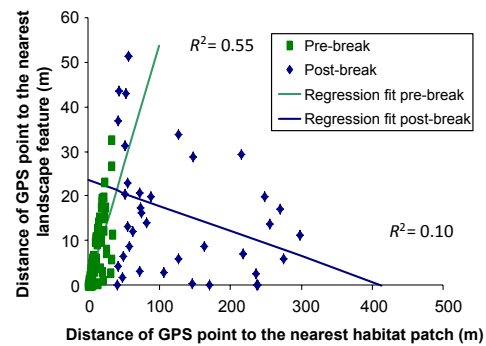 60
50
40
30
20
10
0
Distance of GPS point to the nearest
landscape feature (m)
R² = 0.55
Pre-break
Post-break
Regression fit pre-break
Regression fit post-break
R² = 0.10
0 100 200 300 400 500
Distance of GPS point to the nearest habitat patch (m)